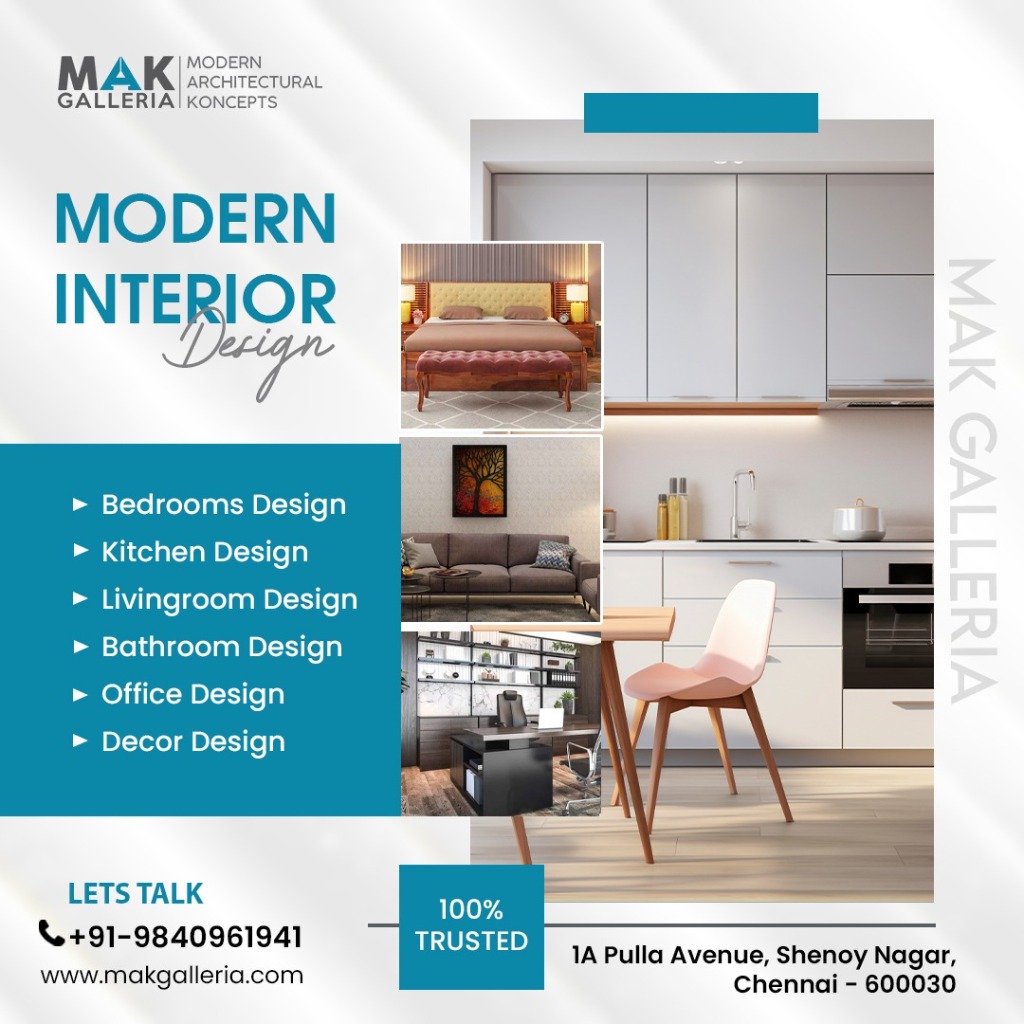 MAK
GALLERIA
MODERN
ARCHITECTURAL
KONCEPTS
MODERN
INTERIOR
Design
Bedrooms Design
Kitchen Design
Livingroom Design
Bathroom Design
Office Design
Decor Design
MAK GALLERIA
LETS TALK
+91-9840961941
www.makgalleria.com
100%
TRUSTED
1A Pulla Avenue, Shenoy Nagar,
Chennai - 600030